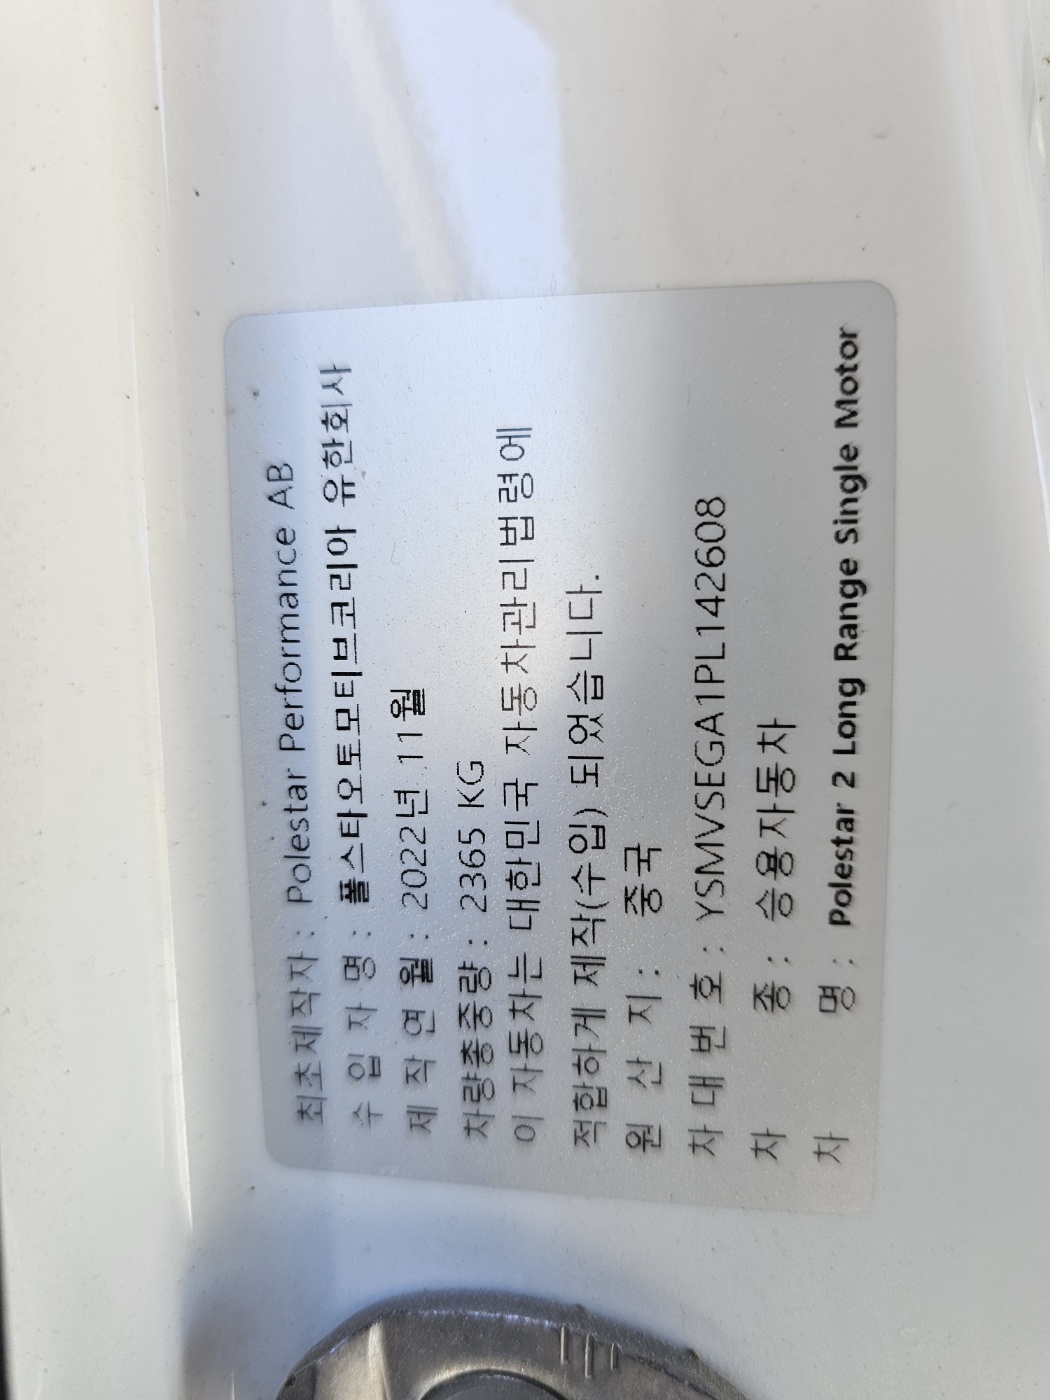 최초제작자 : Polestar Performance AB
수 입 자 명 : 폴스타오토모티브코리아 유한회사
제 작 연 월 : 2022년 11월
차량총중량 : 2365 KG
이 자동차는 대한민국 자동차관리법령에
적합하게 제작(수입) 되었습니다.
원 산 지 : 중국
차 대 번 호 : YSMVSEGA1PL142608
차 종 : 승용자동차
차 명 : Polestar 2 Long Range Single Motor